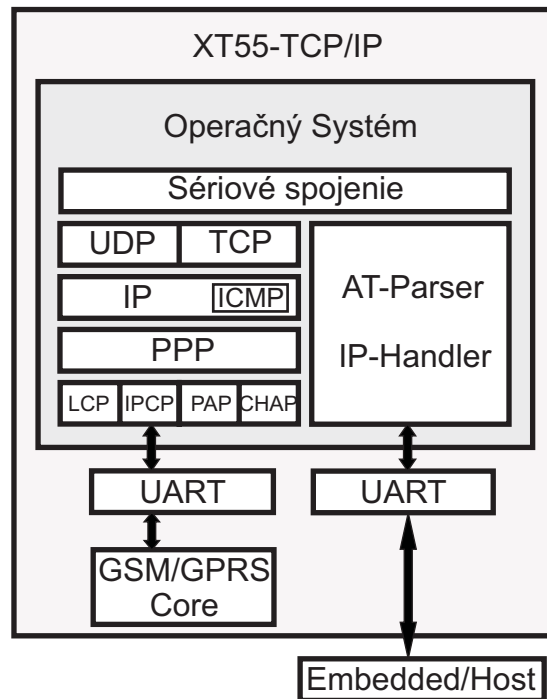 XT55-TCP/IP
Operačný Systém
Sériové spojenie
UDP TCP
IP ICMP
PPP
LCP IPCP PAP CHAP
AT-Parser
IP-Handler
UART UART
GSM/GPRS
Core
Embedded/Host